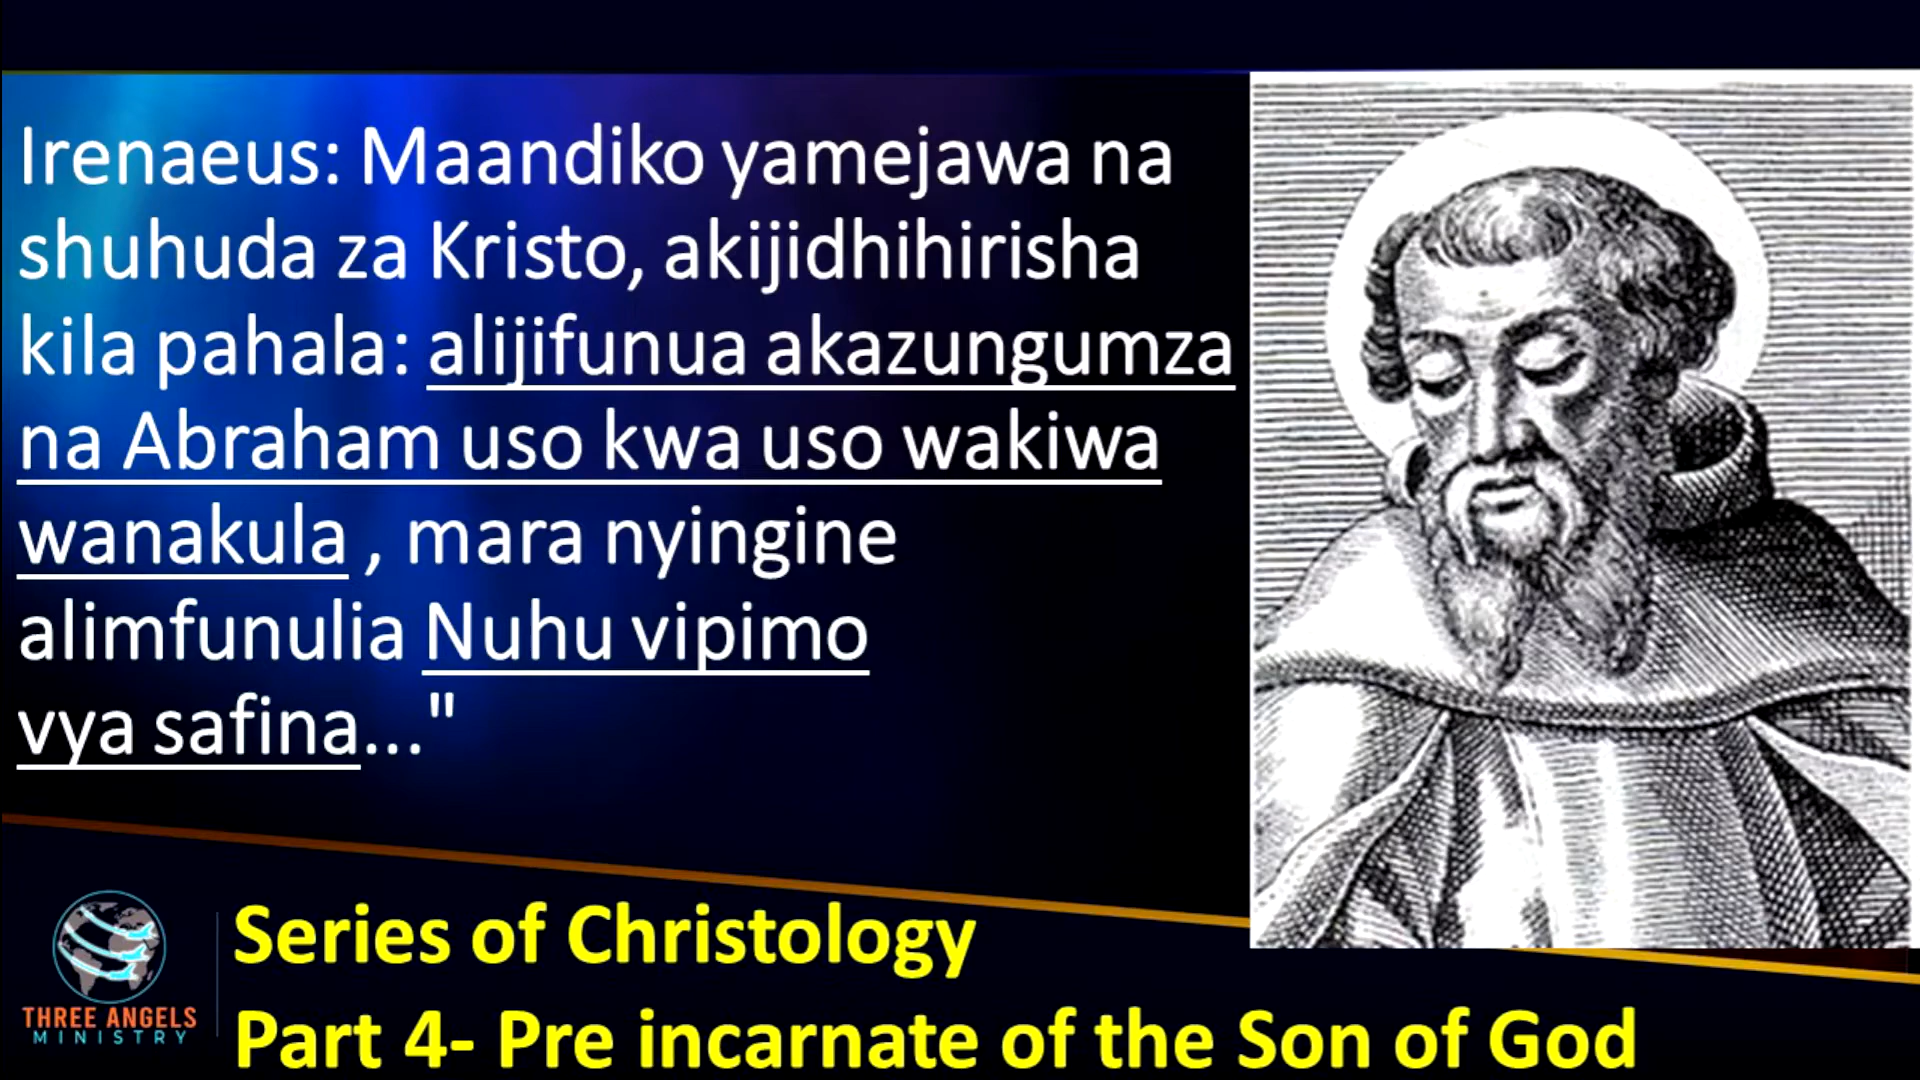 Irenaeus: Maandiko yamejawa na
shuhuda za Kristo, akijidhihirisha
kila pahala: alijifunua akazungumza
na Abraham uso kwa uso wakiwa
wanakula , mara nyingine
alimfunulia Nuhu vipimo
vya safina..."
THREE ANGELS
MINISTRY
Series of Christology
Part 4- Pre incarnate of the Son of God